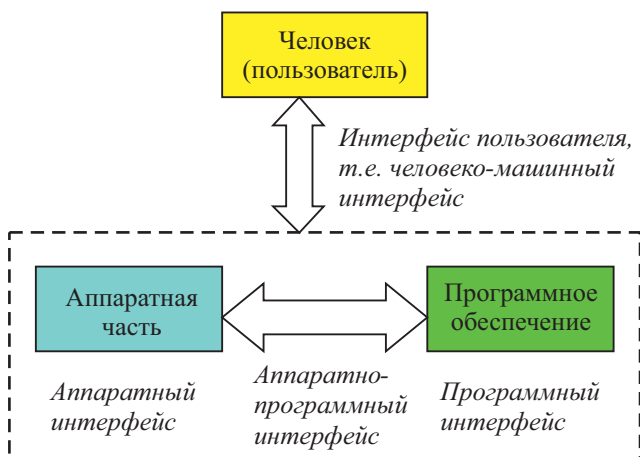 Человек
(пользователь)
Интерфейс пользователя,
т.е. человеко-машинный
интерфейс
Аппаратная
часть
Программное
обеспечение
Аппаратный
интерфейс
Аппаратно-
программный
интерфейс
Программный
интерфейс